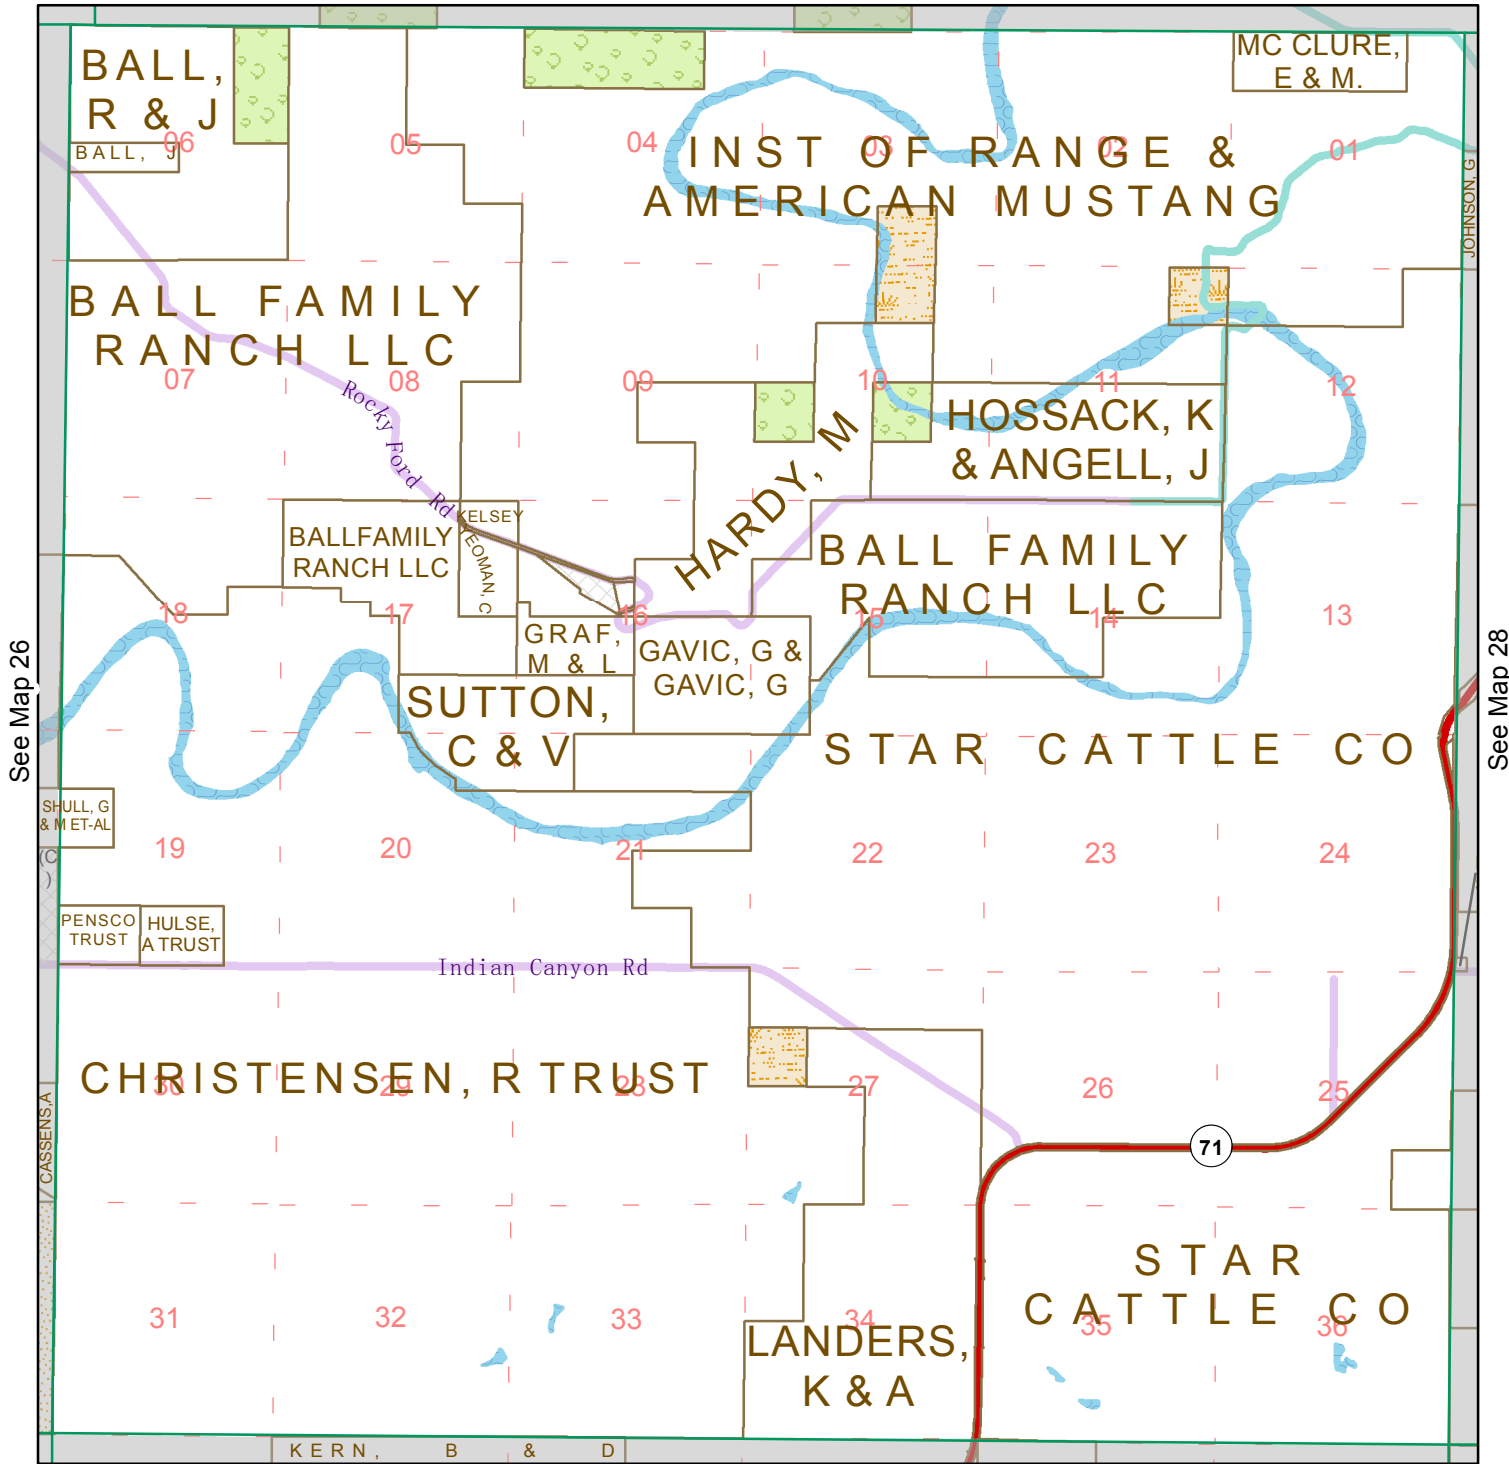 BALL,
R & J
06
BALL, J
05
04
03
02
01
MC CLURE,
E & M.
INST OF RANGE &
AMERICAN MUSTANG
JOHNSON, G
BALL FAMILY
RANCH LLC
07
08
09
10
11
12
Rocky Ford Rd
HARDY, M
HOSSACK, K
& ANGELL, J
BALLFAMILY
RANCH LLC
KELSEY
YEOMAN, C
BALL FAMILY
RANCH LLC
18
17
16
15
14
13
GRAF,
M & L
GAVIC, G &
GAVIC, G
See Map 26
See Map 28
SUTTON,
C & V
STAR CATTLE CO
SHULL, G
& M ET-AL
(C
)
19
20
21
22
23
24
PENSCO
TRUST
HULSE,
A TRUST
Indian Canyon Rd
CHRISTENSEN, R TRUST
30
29
28
27
26
25
CASSENS,A
71
STAR
CATTLE CO
31
32
33
34
35
36
LANDERS,
K & A
KERN, B & D